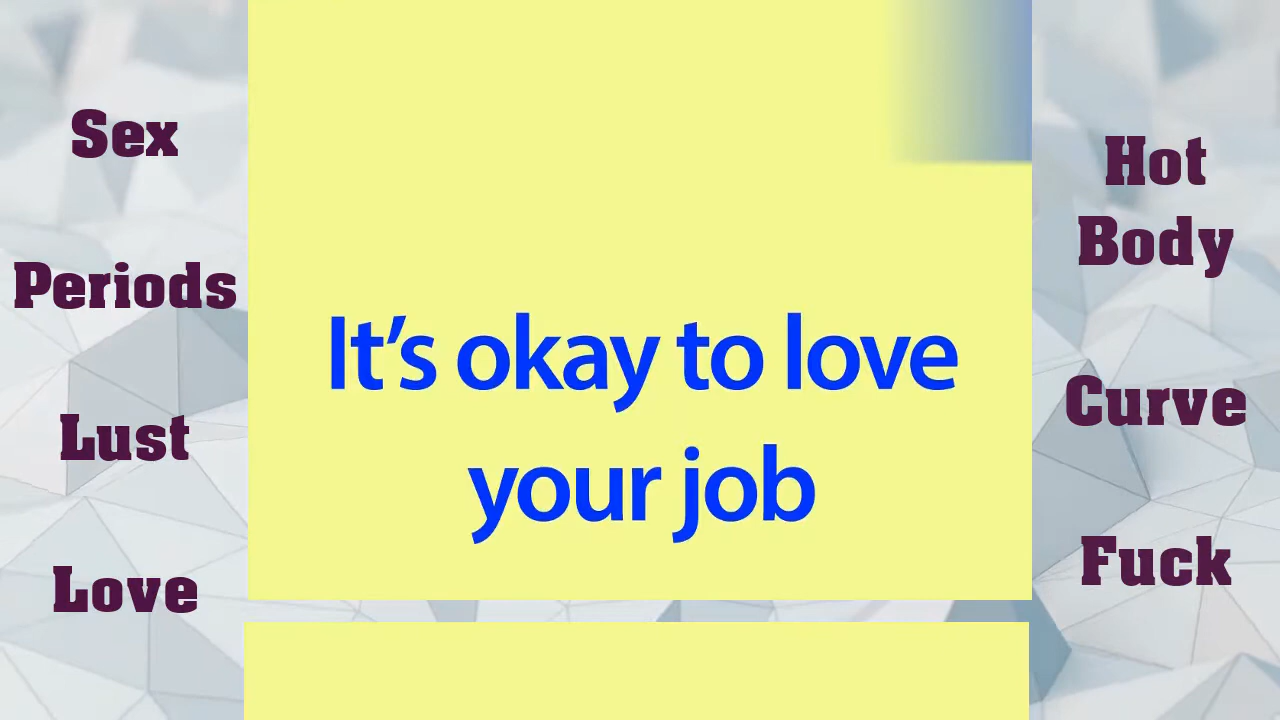 Sex
Periods
Lust
Love
It's okay to love
your job
Hot
Body
Curve
Fuck